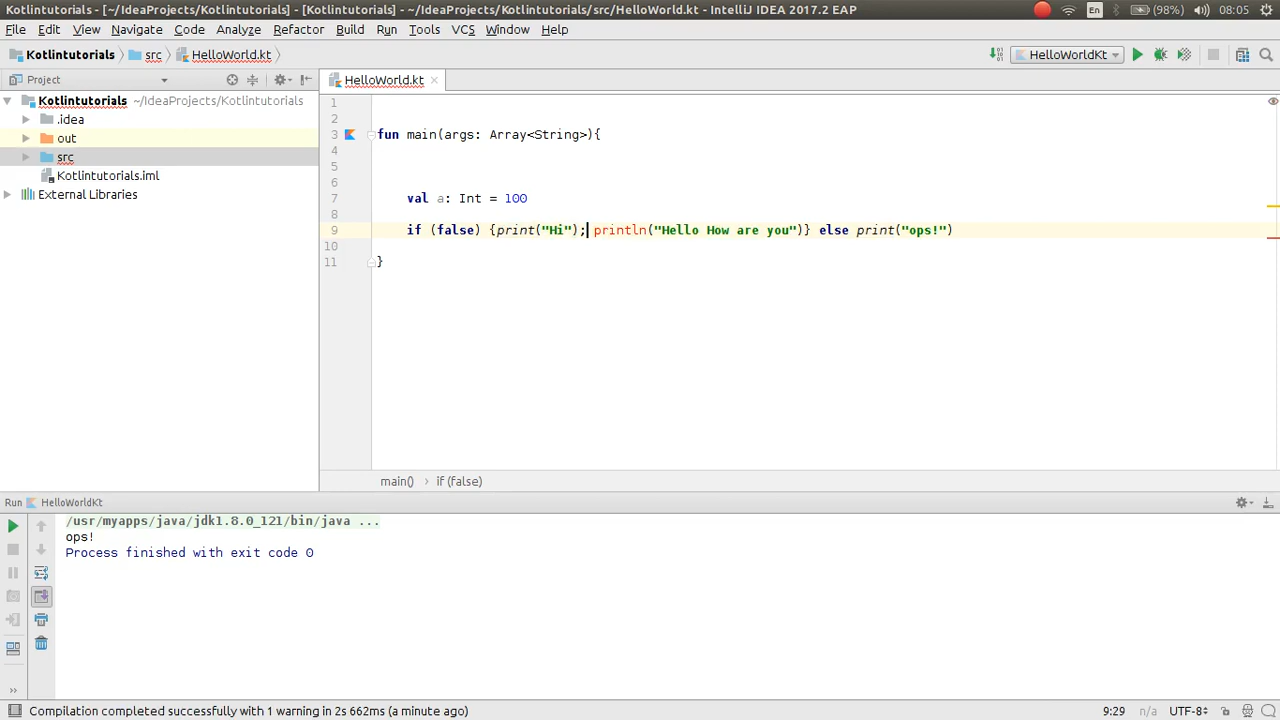 Kotlintutorials - [~/IdeaProjects/Kotlintutorials] - [Kotlintutorials] - ~/IdeaProjects/Kotlintutorials/src/HelloWorld.kt - IntelliJ IDEA 2017.2 EAP En (98%) 08:05
File Edit View Navigate Code Analyze Refactor Build Run Tools VCS Window Help
Kotlintutorials src HelloWorld.kt HelloWorldKt
Project HelloWorld.kt
Kotlintutorials ~/IdeaProjects/Kotlintutorials
.idea
out
src
Kotlintutorials.iml
External Libraries
1
2
3 fun main(args: Array<String>){
4
5
6
7 val a: Int = 100
8
9 if (false) {print("Hi"); println("Hello How are you")} else print("ops!")
10
11 }
main() if (false)
Run HelloWorldKt
/usr/myapps/java/jdk1.8.0_121/bin/java ...
ops!
Process finished with exit code 0
Compilation completed successfully with 1 warning in 2s 662ms (a minute ago) 9:29 n/a UTF-8